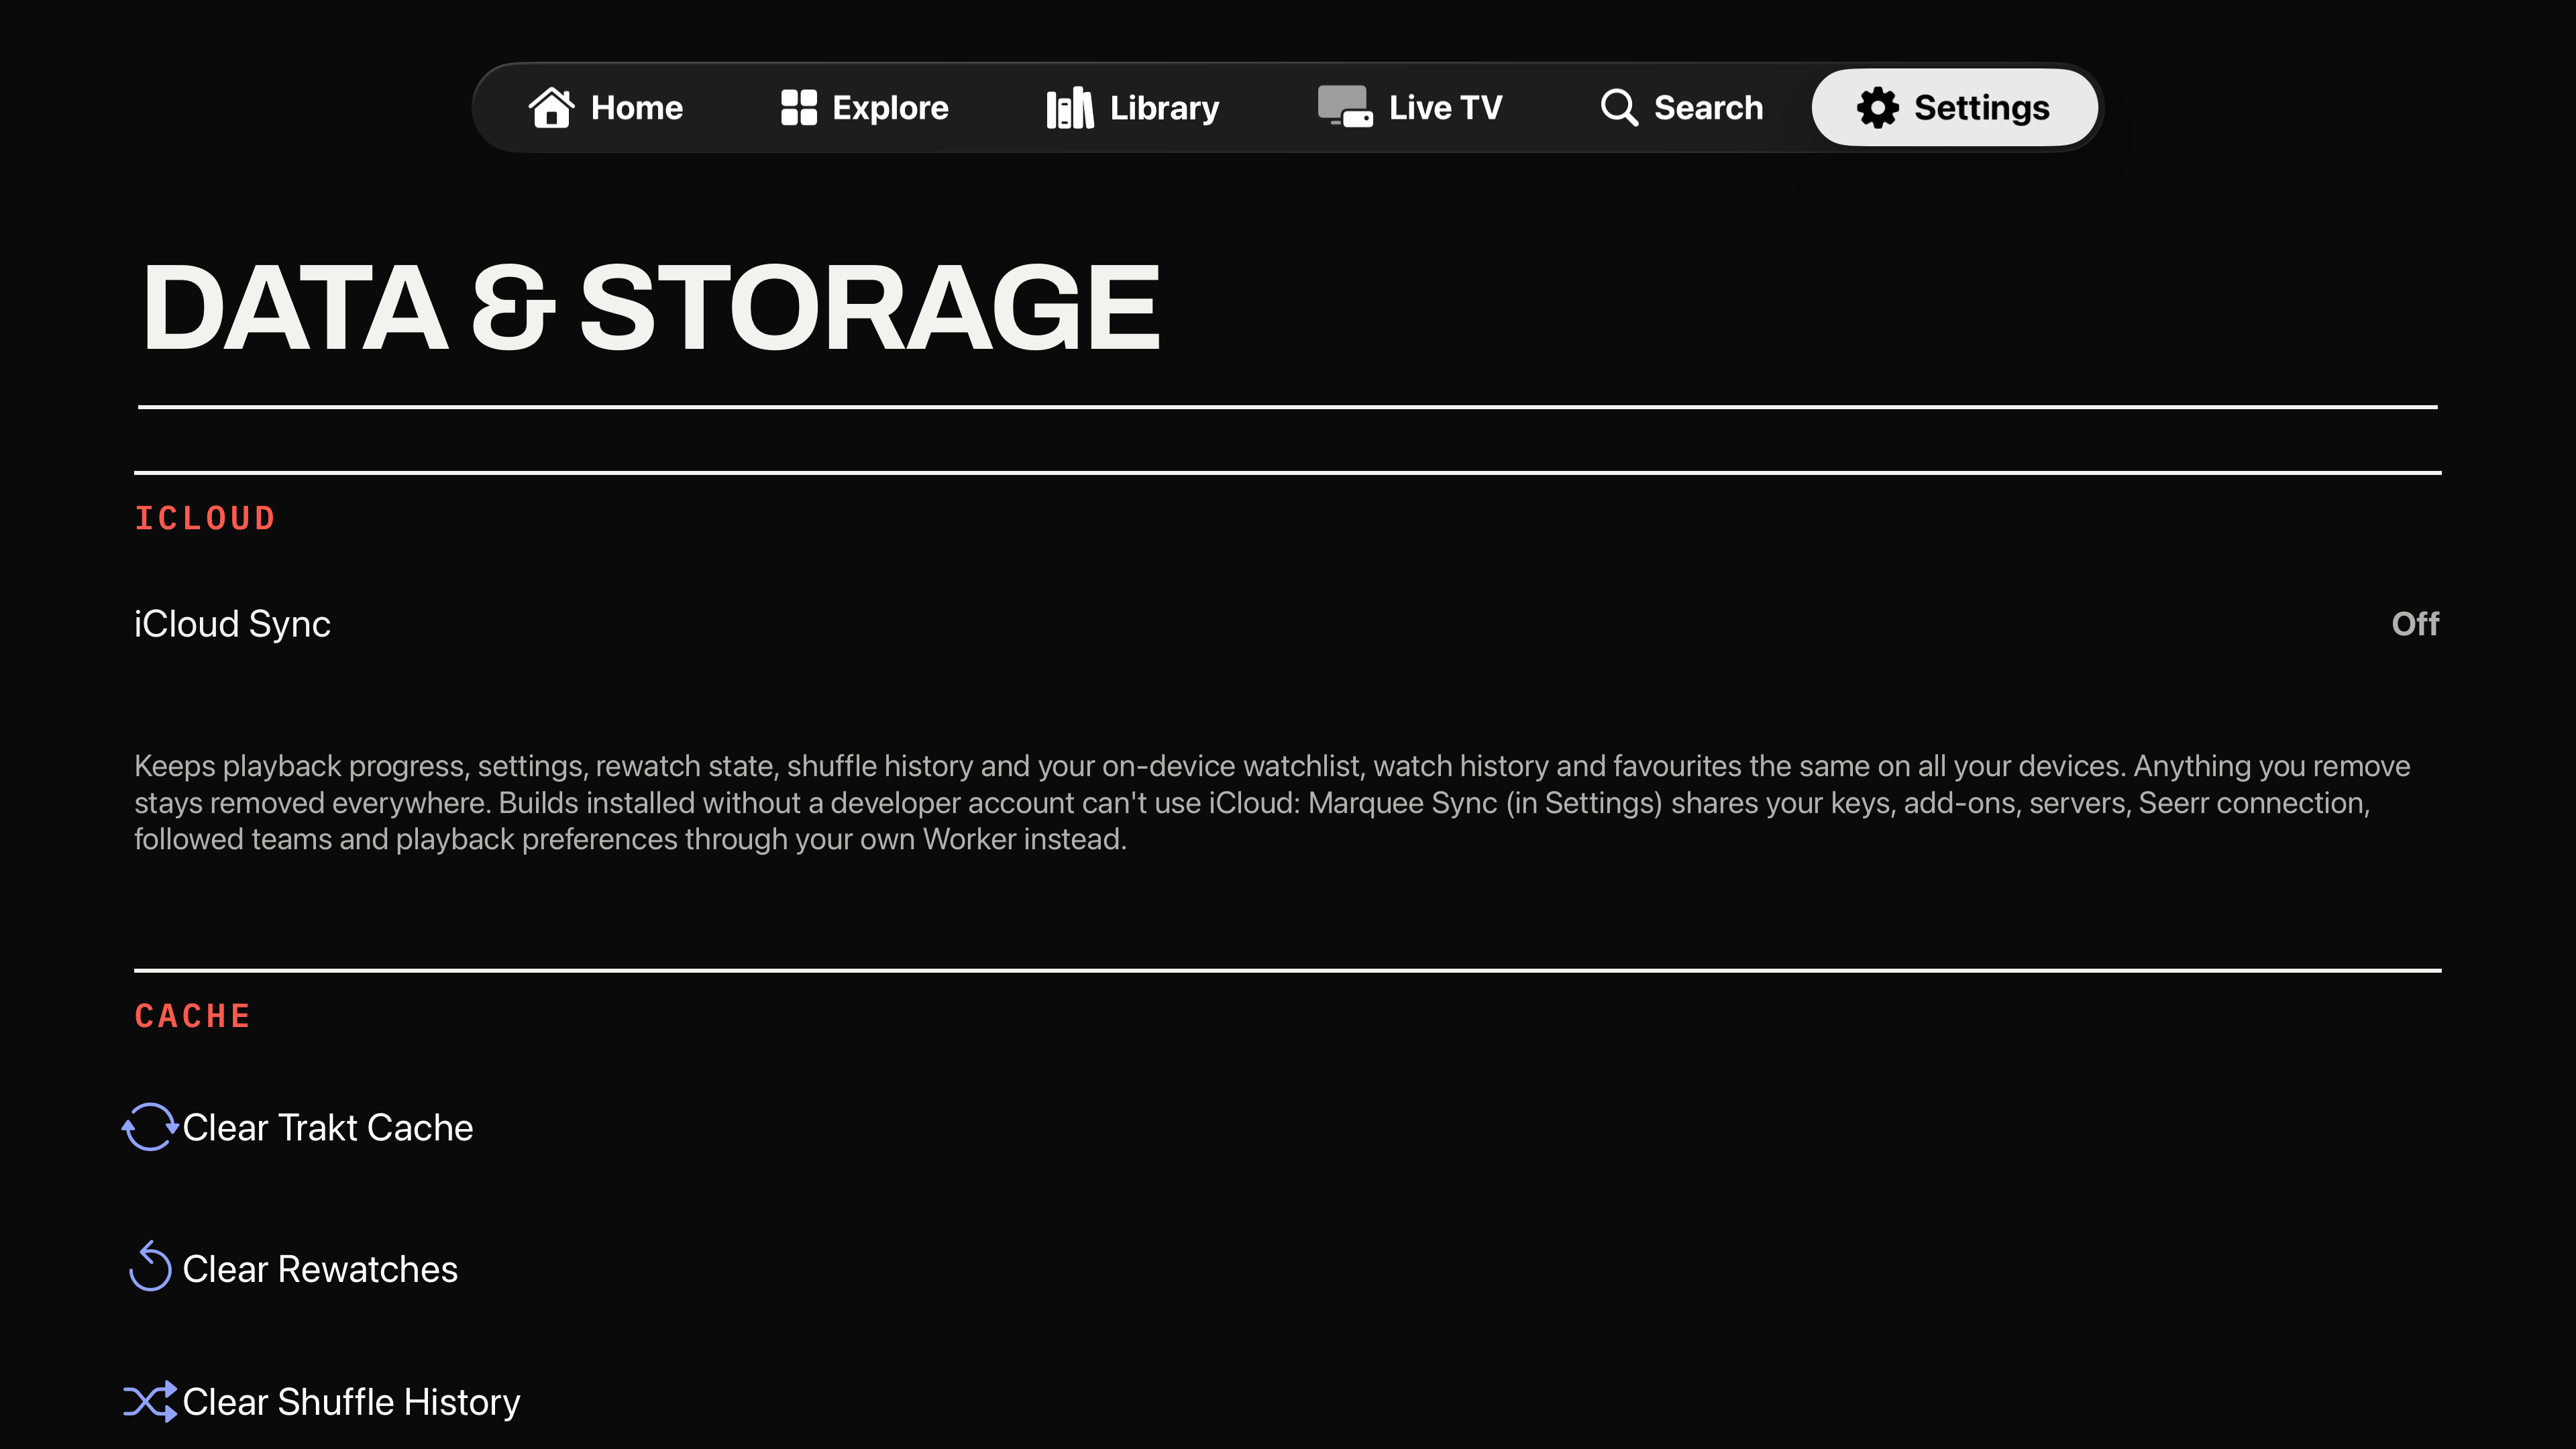 Home Explore Library Live TV Search Settings
DATA & STORAGE
ICLOUD
iCloud Sync Off
Keeps playback progress, settings, rewatch state, shuffle history and your on-device watchlist, watch history and favourites the same on all your devices. Anything you remove
stays removed everywhere. Builds installed without a developer account can't use iCloud: Marquee Sync (in Settings) shares your keys, add-ons, servers, Seerr connection,
followed teams and playback preferences through your own Worker instead.
CACHE
Clear Trakt Cache
Clear Rewatches
Clear Shuffle History